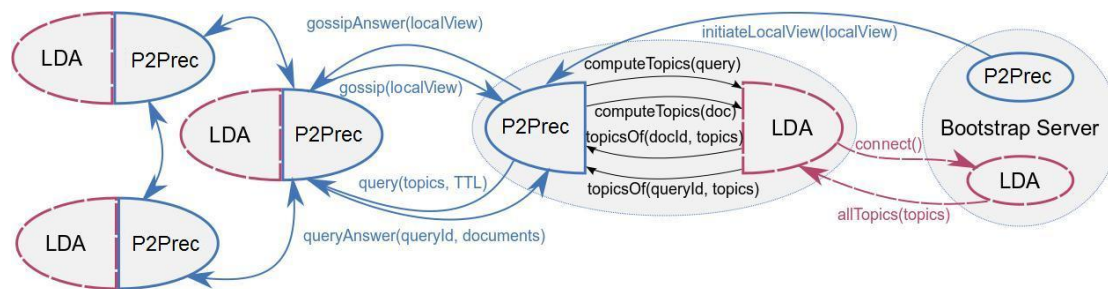 gossipAnswer(localView)
initiateLocalView(localView)
LDA
P2Prec
gossip(localView)
computeTopics(query)
P2Prec
LDA
P2Prec
P2Prec
computeTopics(doc)
topicsOf(docId, topics)
LDA
Bootstrap Server
connect()
query(topics, TTL)
topicsOf(queryId, topics)
LDA
allTopics(topics)
LDA
P2Prec
queryAnswer(queryId, documents)